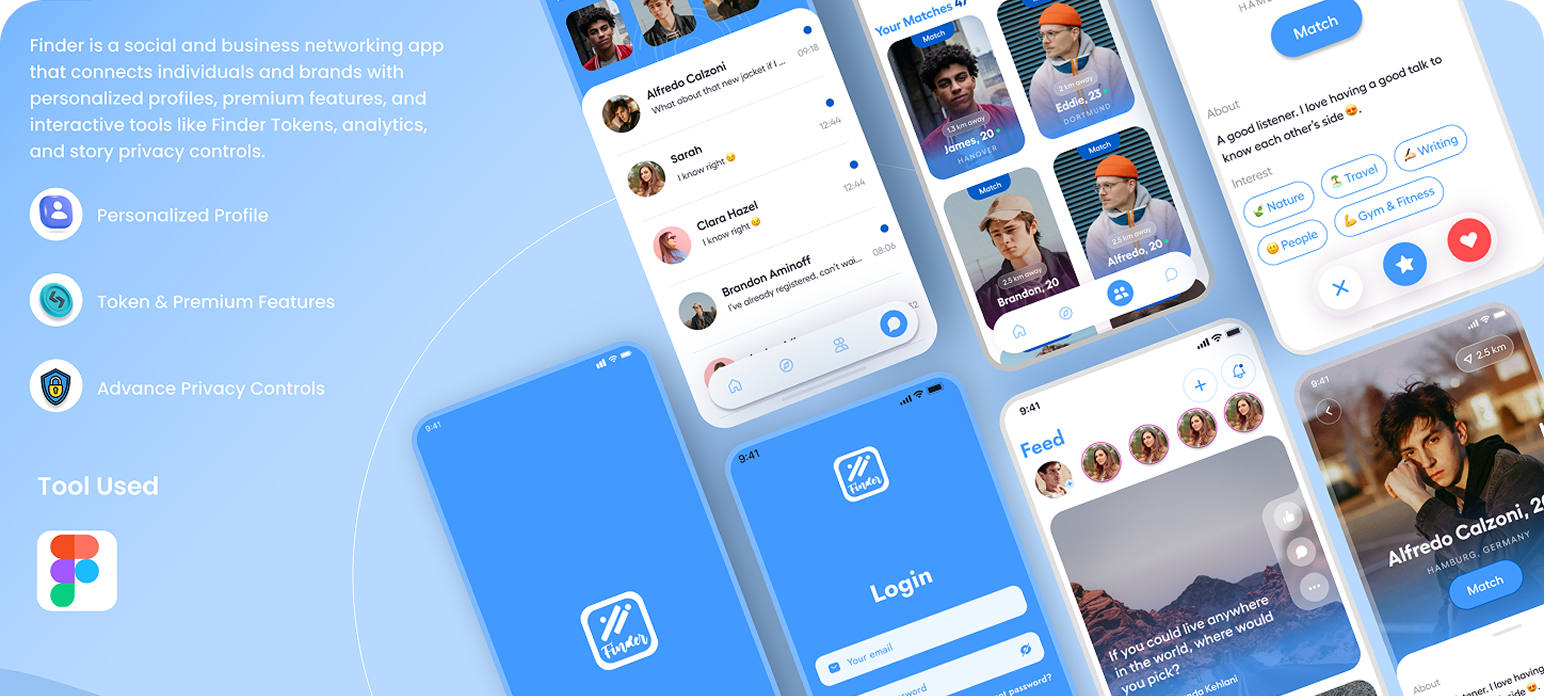 Finder is a social and business networking app
that connects individuals and brands with
personalized profiles, premium features, and
interactive tools like Finder Tokens, analytics,
and story privacy controls.
Personalized Profile
Token & Premium Features
Advance Privacy Controls
Tool Used
Alfredo Calzoni
09:18
What about that new jacket if I ...
Sarah
12:44
I know right 😉
Clara Hazel
12:44
I know right 😉
Brandon Aminoff
08:06
I've already registered, can't wai...
Your Matches 47
Match
1.3 km away
James, 20
HANOVER
Match
2 km away
Eddie, 23
DORTMUND
Match
2.5 km away
Brandon, 20
Match
2.5 km away
Alfredo, 20
Match
About
A good listener. I love having a good talk to
know each other's side 😍.
Interest
🌿 Nature
🏝️ Travel
✍🏻 Writing
🙂 People
💪 Gym & Fitness
9:41
Finder
9:41
Finder
Login
Your email
ssword
ot password?
9:41
Feed
If you could live anywhere
in the world, where would
you pick?
Kehlani
9:41
2.5 km
Alfredo Calzoni, 20
HAMBURG, GERMANY
Match
About
listener. I love having